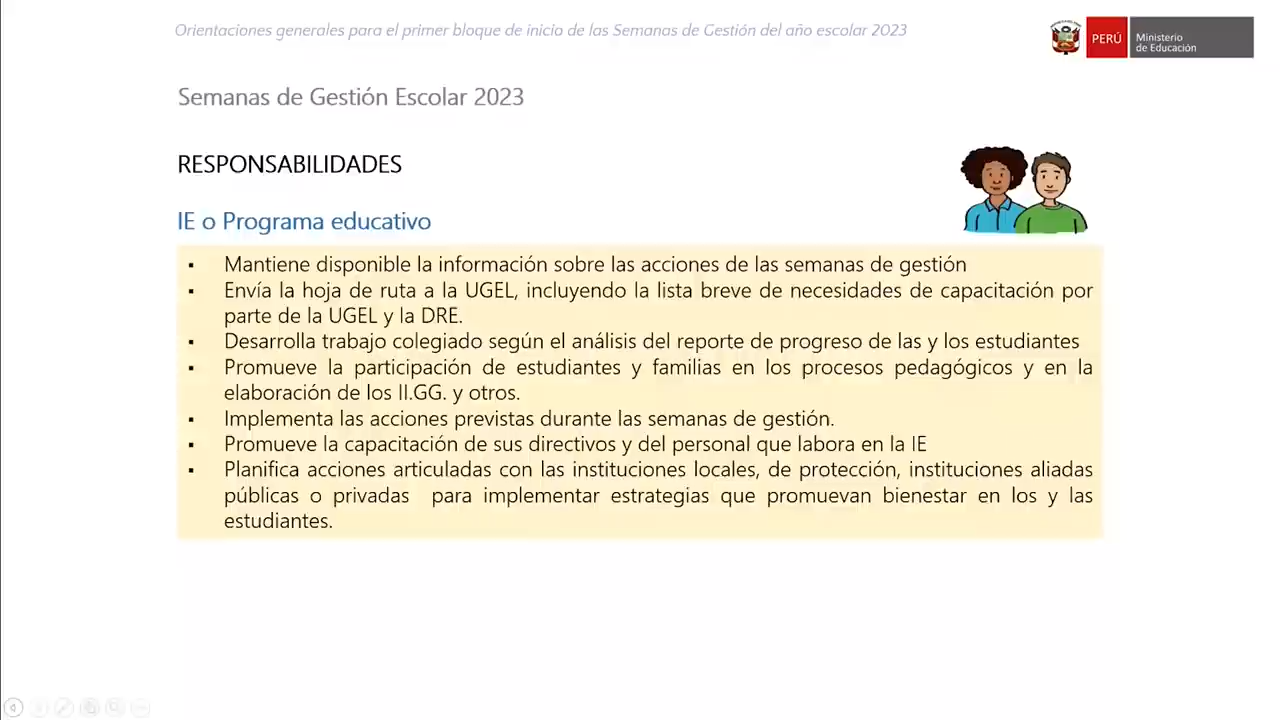 Orientaciones generales para el primer bloque de inicio de las Semanas de Gestión del año escolar 2023
PERÚ
Ministerio
de Educación
Semanas de Gestión Escolar 2023
RESPONSABILIDADES
IE o Programa educativo
▪ Mantiene disponible la información sobre las acciones de las semanas de gestión
▪ Envía la hoja de ruta a la UGEL, incluyendo la lista breve de necesidades de capacitación por
parte de la UGEL y la DRE.
▪ Desarrolla trabajo colegiado según el análisis del reporte de progreso de las y los estudiantes
▪ Promueve la participación de estudiantes y familias en los procesos pedagógicos y en la
elaboración de los II.GG. y otros.
▪ Implementa las acciones previstas durante las semanas de gestión.
▪ Promueve la capacitación de sus directivos y del personal que labora en la IE
▪ Planifica acciones articuladas con las instituciones locales, de protección, instituciones aliadas
públicas o privadas para implementar estrategias que promuevan bienestar en los y las
estudiantes.